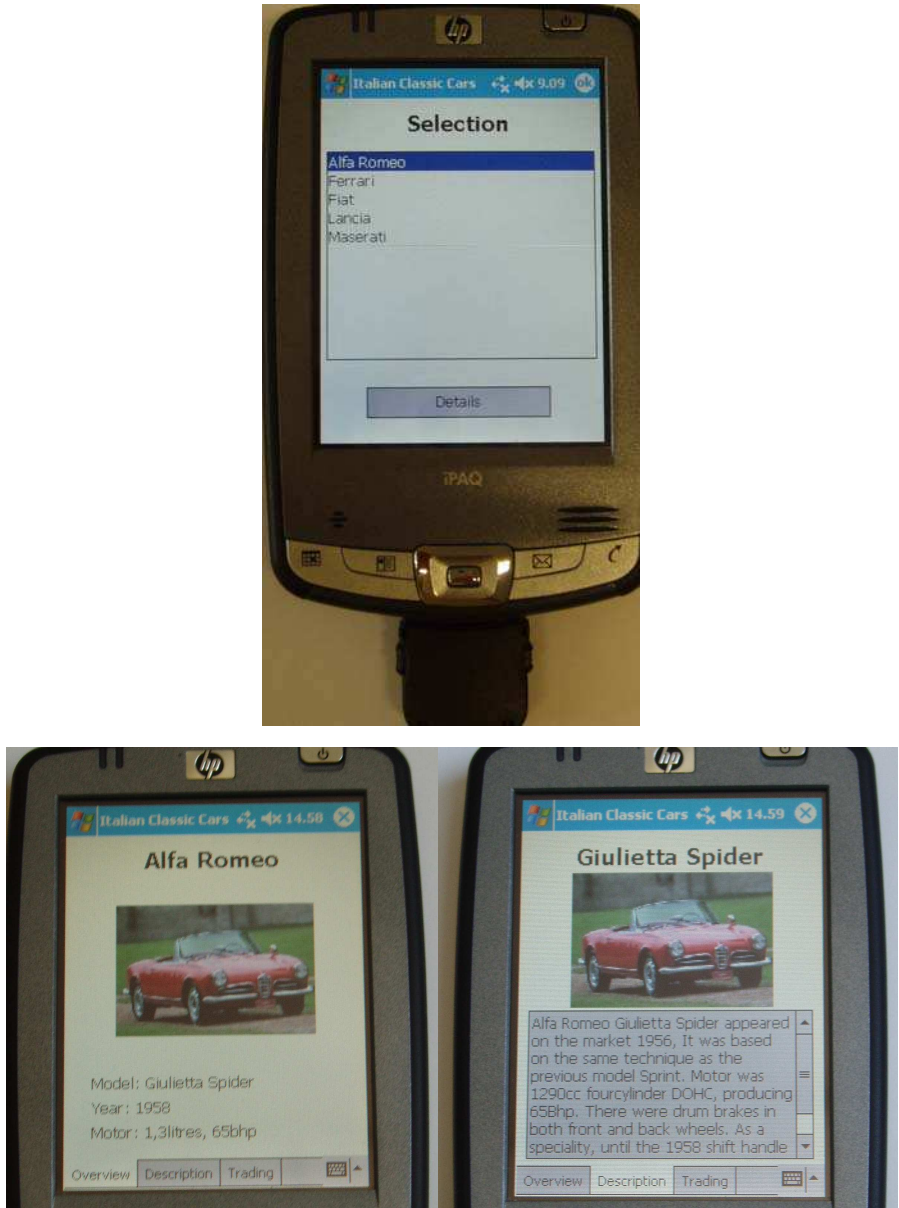 hp
Italian Classic Cars 9.09 ok
Selection
Alfa Romeo
Ferrari
Fiat
Lancia
Maserati
Details
iPAQ
hp
Italian Classic Cars 14.58
Alfa Romeo
Model: Giulietta Spider
Year: 1958
Motor: 1,3litres, 65bhp
Overview Description Trading
hp
Italian Classic Cars 14.59
Giulietta Spider
Alfa Romeo Giulietta Spider appeared
on the market 1956, It was based
on the same technique as the
previous model Sprint. Motor was
1290cc fourcylinder DOHC, producing
65Bhp. There were drum brakes in
both front and back wheels. As a
speciality, until the 1958 shift handle
Overview Description Trading